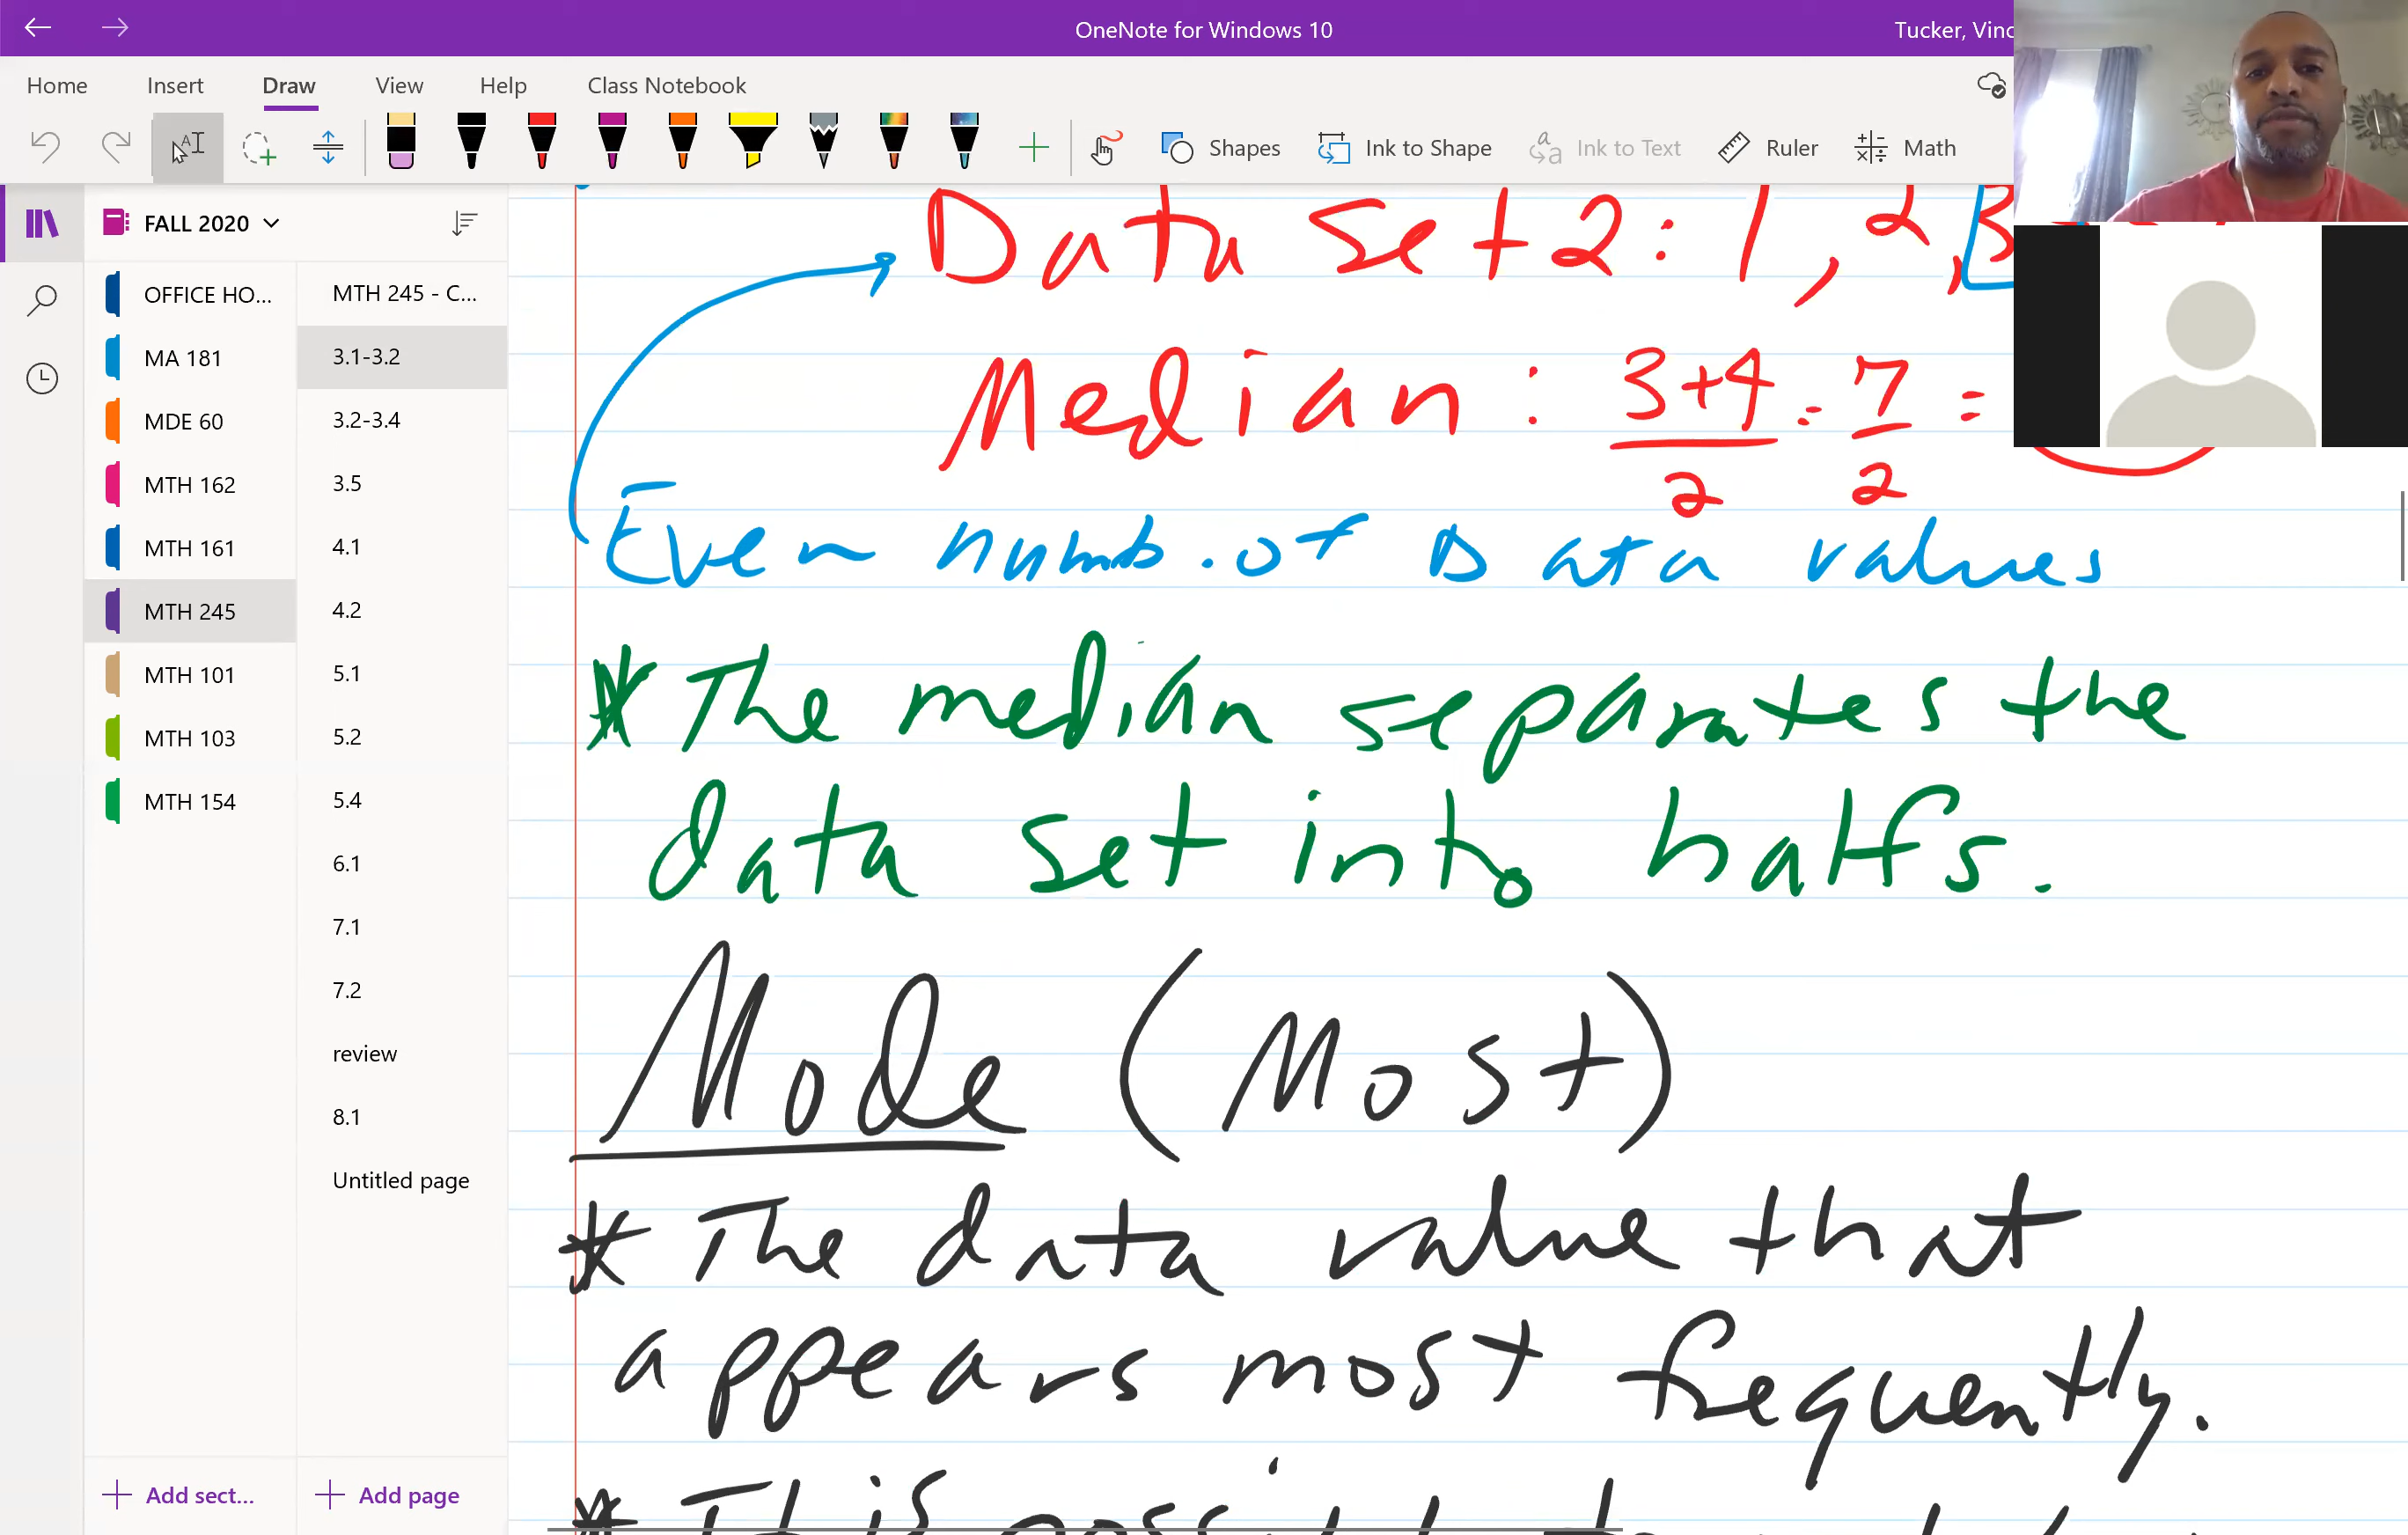 OneNote for Windows 10
Tucker, Vinc
Home Insert Draw View Help Class Notebook
Shapes Ink to Shape Ink to Text Ruler Math
FALL 2020
OFFICE HO...
MA 181
MDE 60
MTH 162
MTH 161
MTH 245
MTH 101
MTH 103
MTH 154
Add sect...
MTH 245 - C...
3.1-3.2
3.2-3.4
3.5
4.1
4.2
5.1
5.2
5.4
6.1
7.1
7.2
review
8.1
Untitled page
Add page
Data Set 2: 1, 2, 3
Median: 3+4/2 = 7/2 =
Even numb. of Data values
* The median separates the
data set into halfs.
Mode (Most)
* The data value that
appears most frequently.
* It is